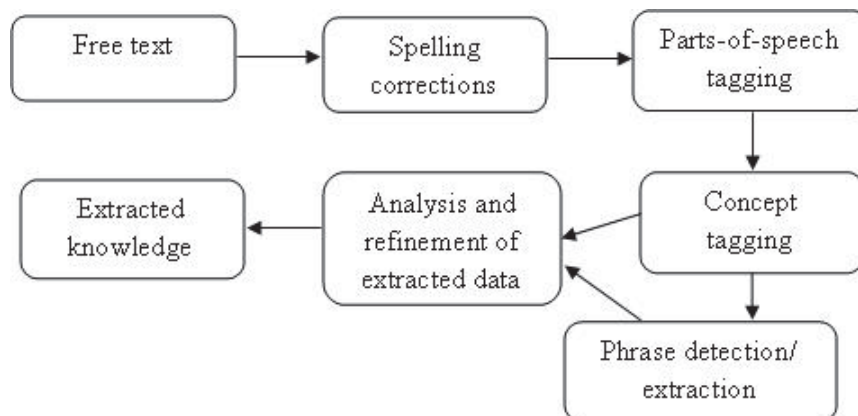 Free text
Spelling
corrections
Parts-of-speech
tagging
Concept
tagging
Phrase detection/
extraction
Analysis and
refinement of
extracted data
Extracted
knowledge